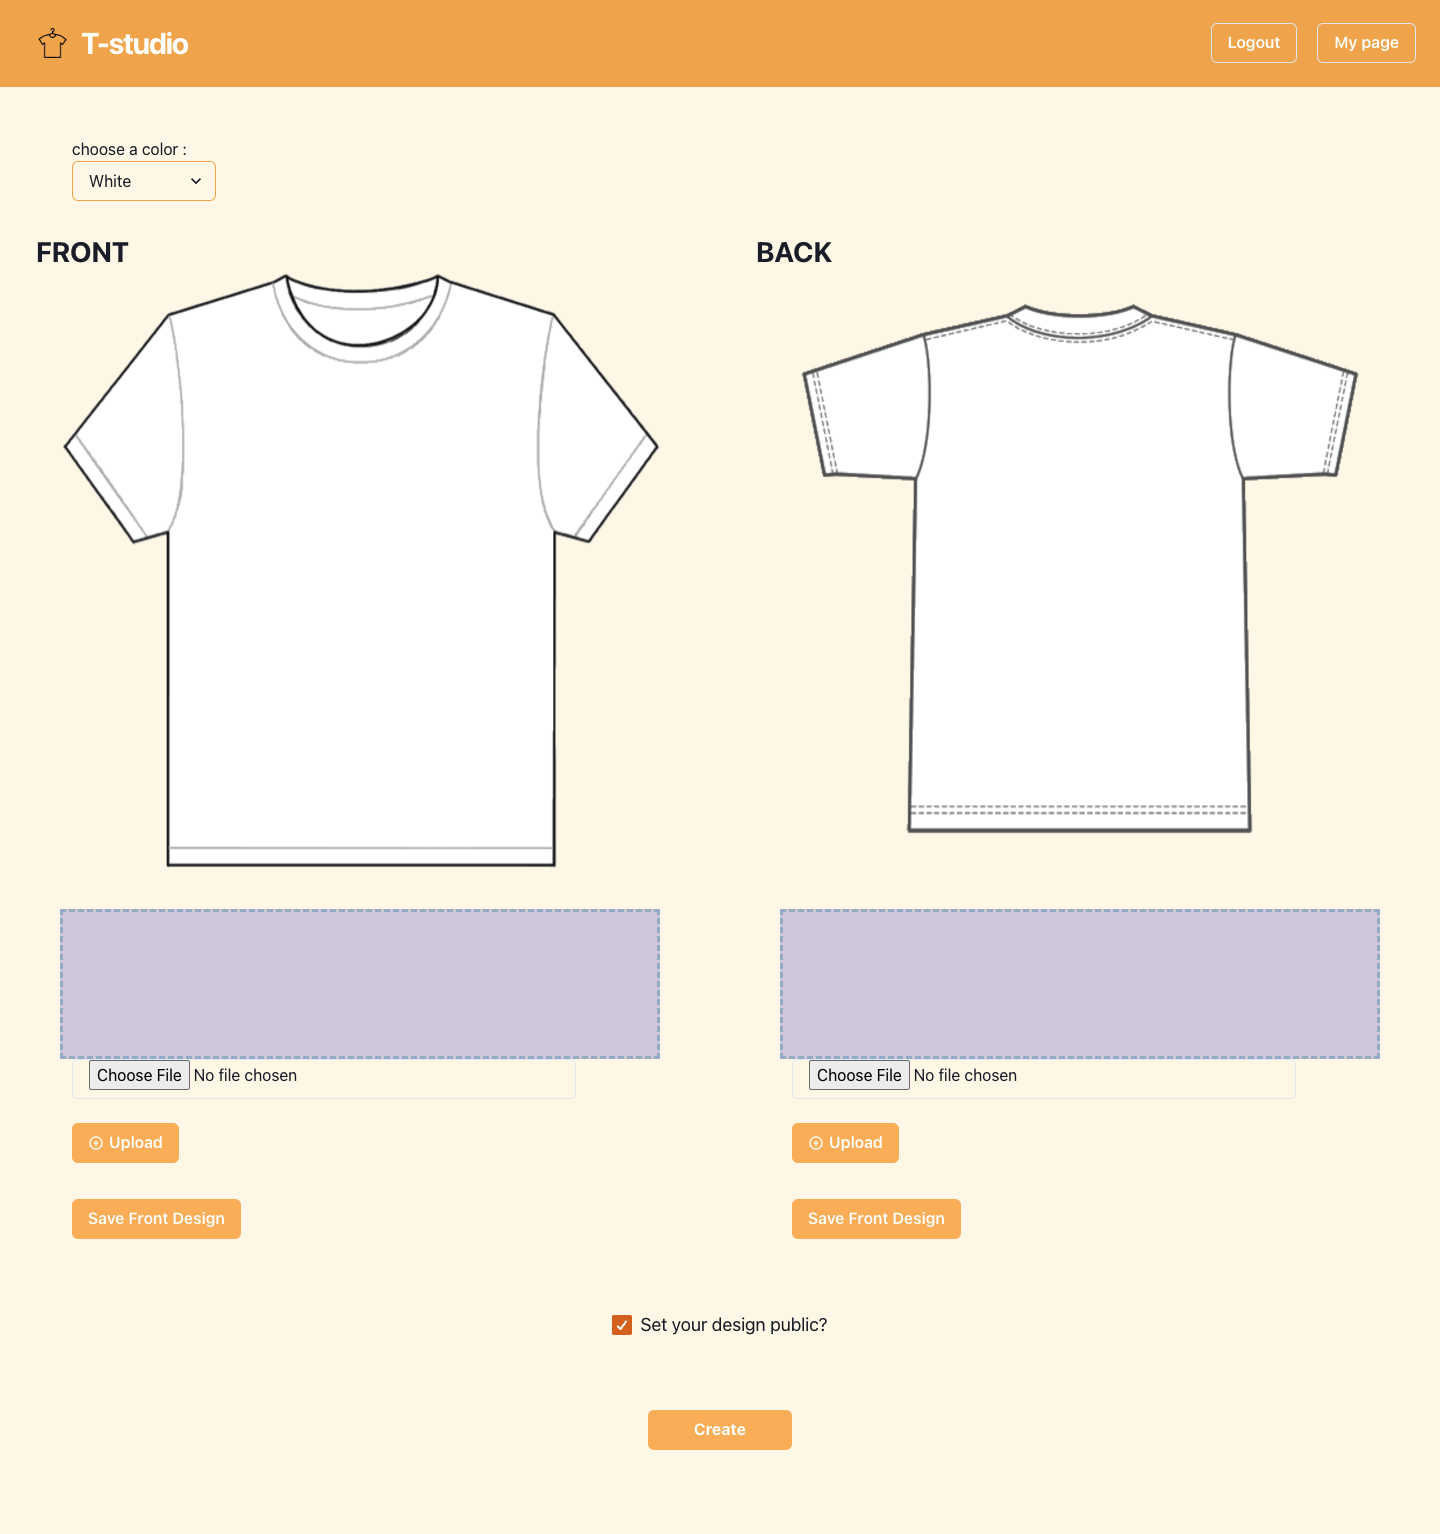 T-studio
Logout
My page
choose a color :
White
FRONT
BACK
Choose File No file chosen
Choose File No file chosen
Upload
Upload
Save Front Design
Save Front Design
Set your design public?
Create